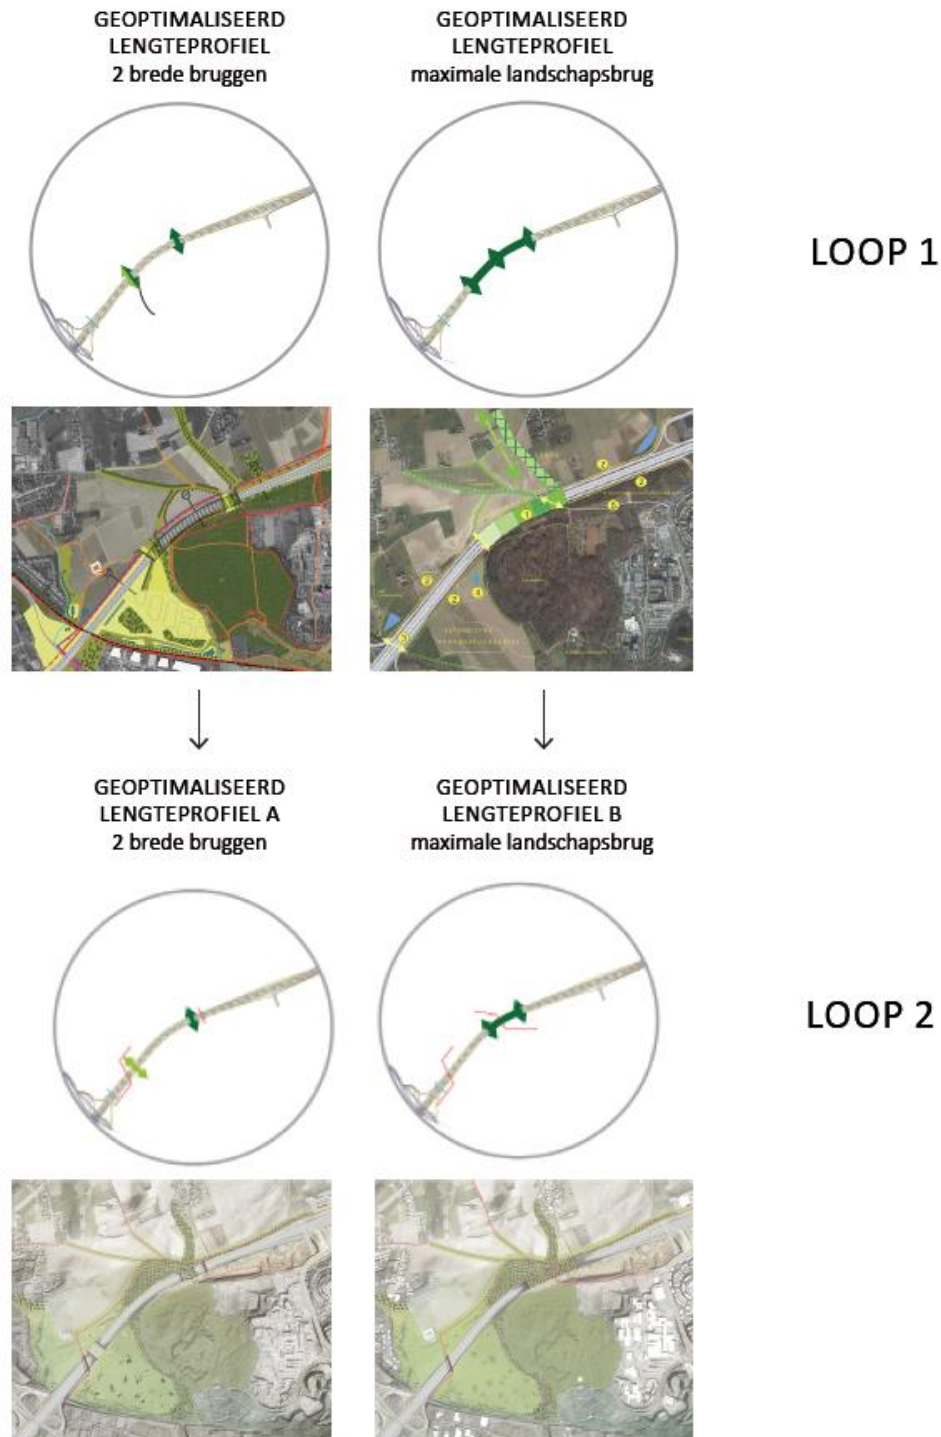 GEOPTIMALISEERD
LENGTEPROFIEL
2 brede bruggen
GEOPTIMALISEERD
LENGTEPROFIEL
maximale landschapsbrug
LOOP 1
GEOPTIMALISEERD
LENGTEPROFIEL A
2 brede bruggen
GEOPTIMALISEERD
LENGTEPROFIEL B
maximale landschapsbrug
LOOP 2